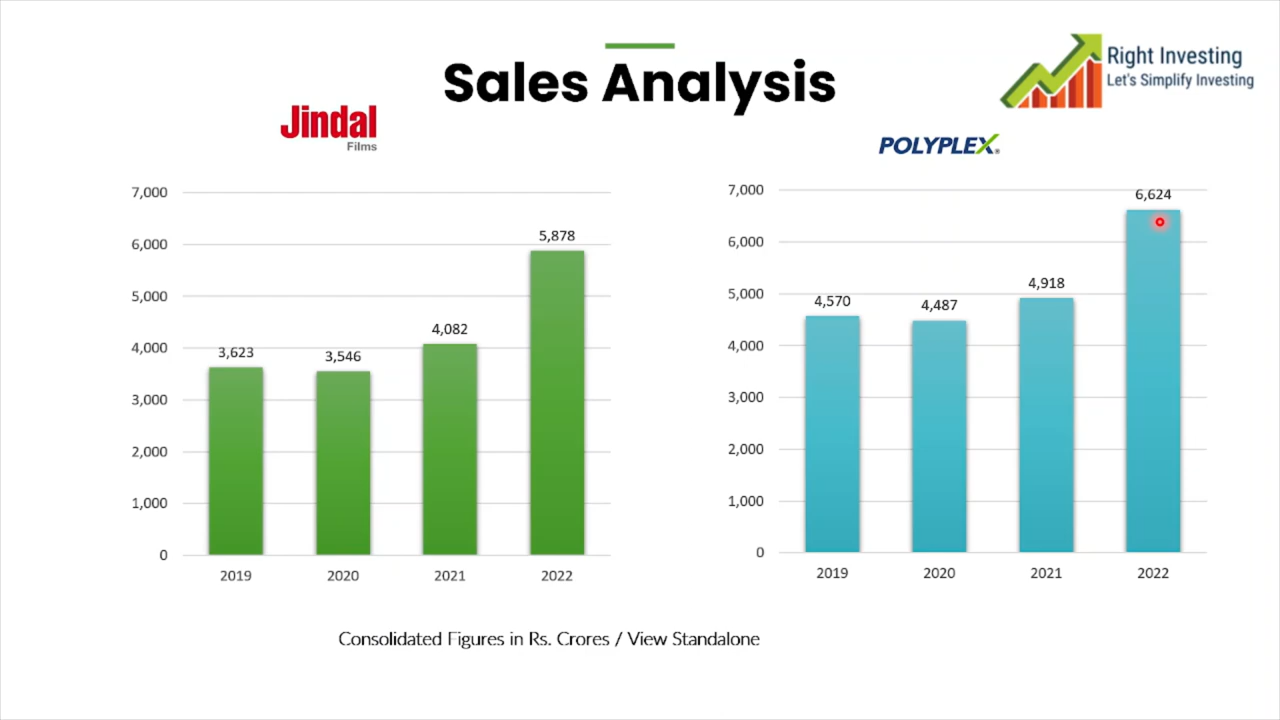 Sales Analysis
Right Investing
Let's Simplify Investing
Jindal
Films
7,000
6,000
5,000
4,000
3,000
2,000
1,000
0
3,623
3,546
4,082
5,878
2019 2020 2021 2022
POLYPLEX®
7,000
6,000
5,000
4,000
3,000
2,000
1,000
0
4,570
4,487
4,918
6,624
2019 2020 2021 2022
Consolidated Figures in Rs. Crores / View Standalone